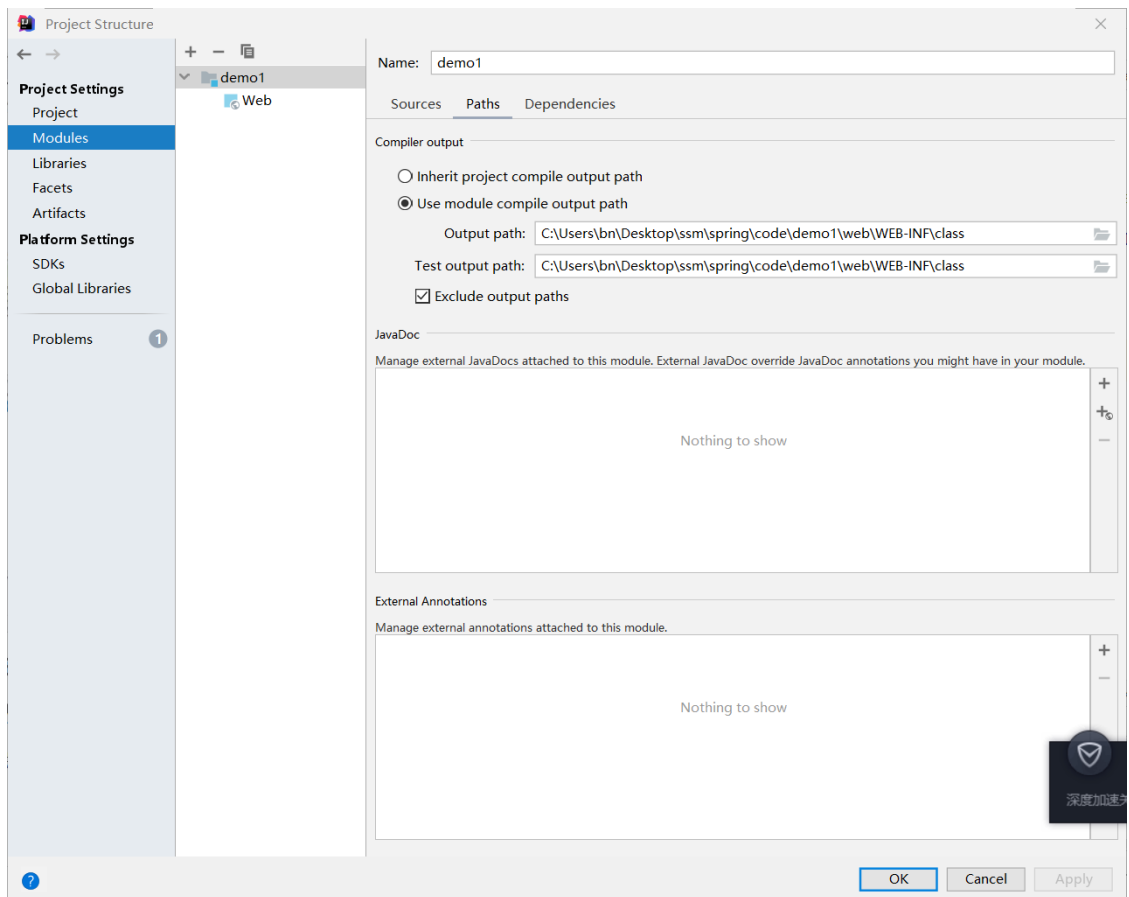 Project Structure
Name: demo1
demo1
Web
Project Settings
Project
Modules
Libraries
Facets
Artifacts
Platform Settings
SDKs
Global Libraries
Problems 1
Sources Paths Dependencies
Compiler output
Inherit project compile output path
Use module compile output path
Output path: C:\Users\bn\Desktop\ssm\spring\code\demo1\web\WEB-INF\class
Test output path: C:\Users\bn\Desktop\ssm\spring\code\demo1\web\WEB-INF\class
Exclude output paths
JavaDoc
Manage external JavaDocs attached to this module. External JavaDoc override JavaDoc annotations you might have in your module.
Nothing to show
External Annotations
Manage external annotations attached to this module.
Nothing to show
深度加速
? OK Cancel Apply